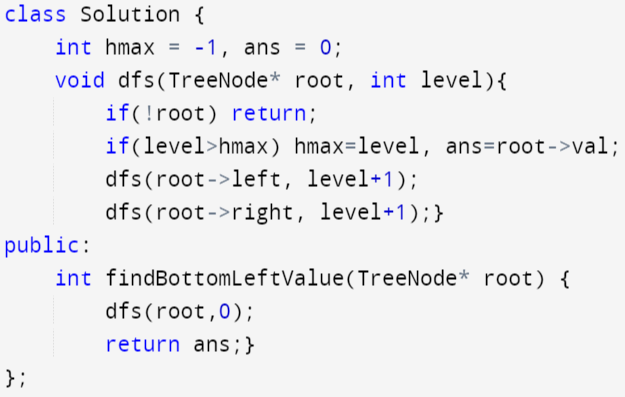 class Solution {
    int hmax = -1, ans = 0;
    void dfs(TreeNode* root, int level){
        if(!root) return;
        if(level>hmax) hmax=level, ans=root->val;
        dfs(root->left, level+1);
        dfs(root->right, level+1);}
public:
    int findBottomLeftValue(TreeNode* root) {
        dfs(root,0);
        return ans;}
};